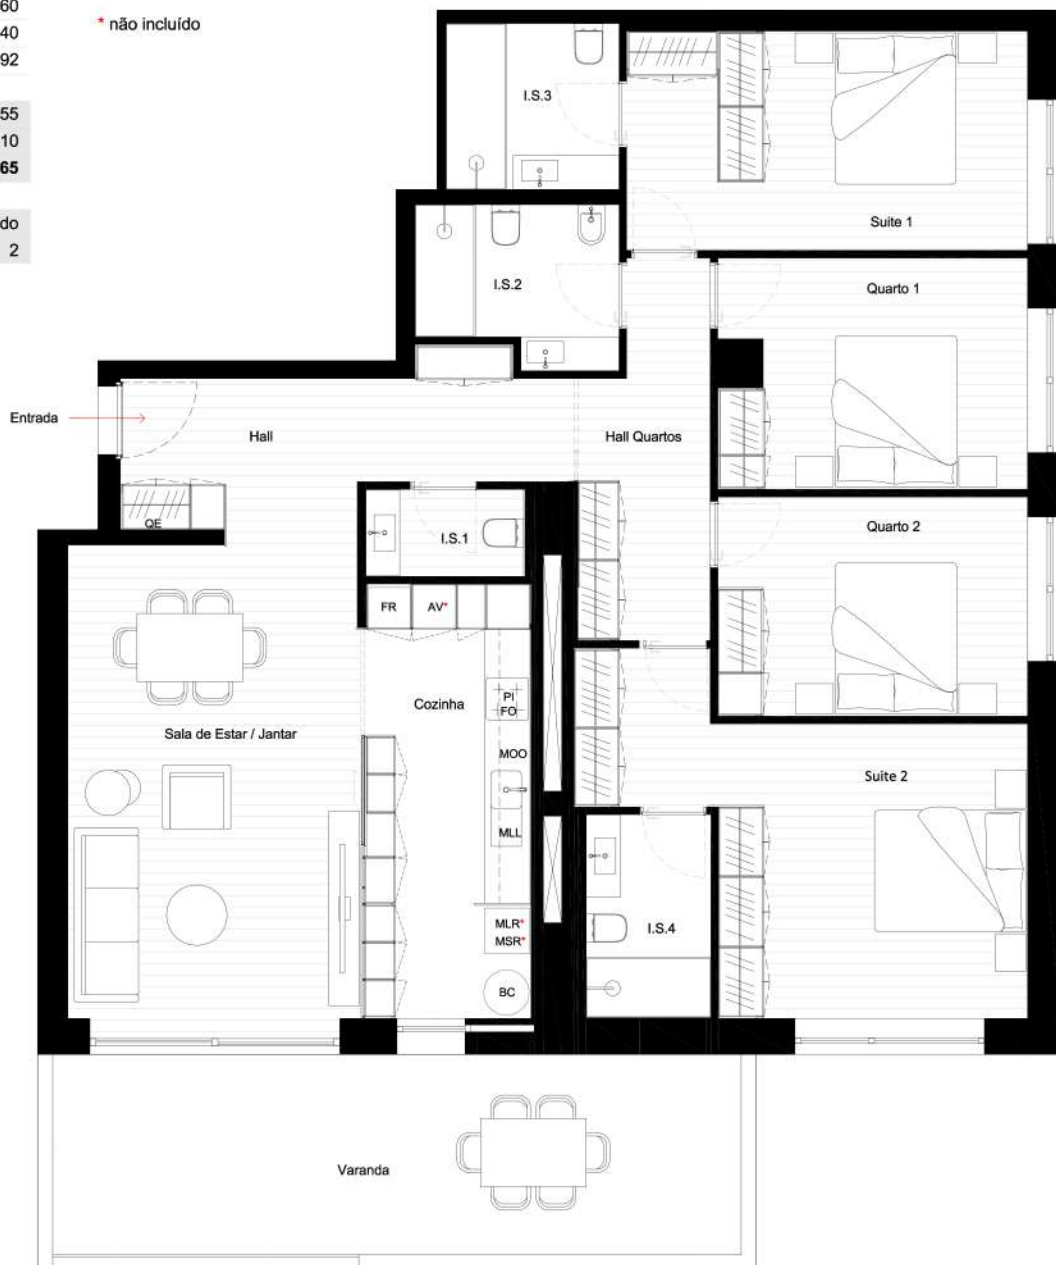 60
40
92
55
10
65
do
2
* não incluído
I.S.3
Suite 1
I.S.2
Quarto 1
Entrada
Hall
Hall Quartos
QE
I.S.1
Quarto 2
FR
AV*
Cozinha
PI
FO
Sala de Estar / Jantar
MOO
Suite 2
MLL
MLR*
MSR*
I.S.4
BC
Varanda